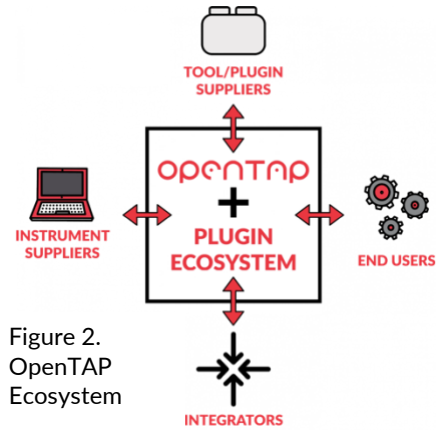 TOOL/PLUGIN
SUPPLIERS
OPENTAP
+
PLUGIN
ECOSYSTEM
INSTRUMENT
SUPPLIERS
END USERS
Figure 2.
OpenTAP
Ecosystem
INTEGRATORS